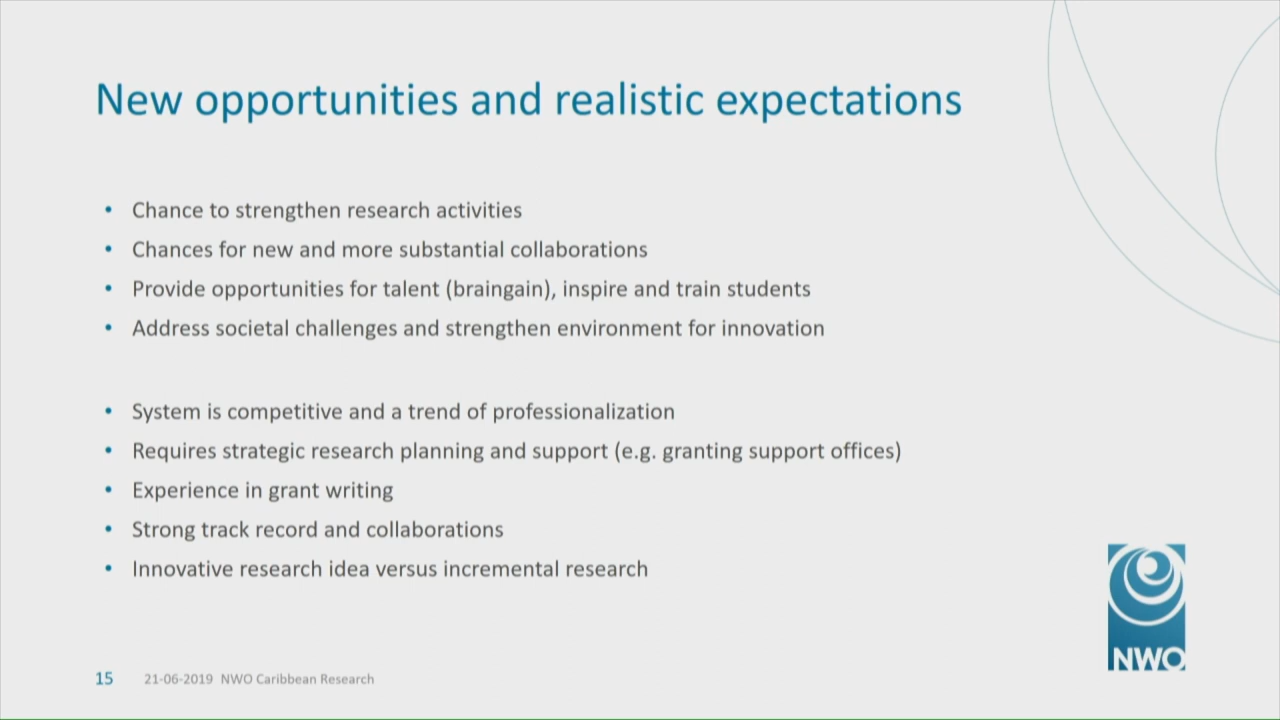 New opportunities and realistic expectations
• Chance to strengthen research activities
• Chances for new and more substantial collaborations
• Provide opportunities for talent (braingain), inspire and train students
• Address societal challenges and strengthen environment for innovation
• System is competitive and a trend of professionalization
• Requires strategic research planning and support (e.g. granting support offices)
• Experience in grant writing
• Strong track record and collaborations
• Innovative research idea versus incremental research
NWO
15 21-06-2019 NWO Caribbean Research